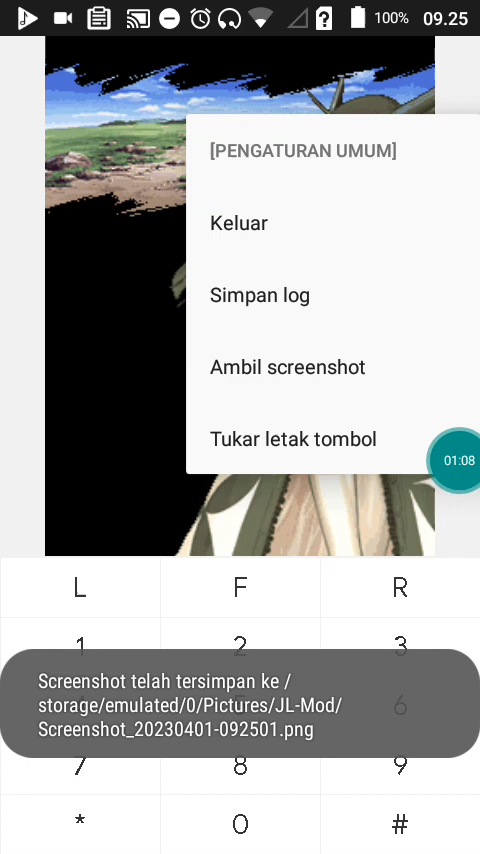 100% 09.25
[PENGATURAN UMUM]
Keluar
Simpan log
Ambil screenshot
Tukar letak tombol
01:08
L F R
1 2 3
Screenshot telah tersimpan ke /
storage/emulated/0/Pictures/JL-Mod/
Screenshot_20230401-092501.png
6
7 8 9
* 0 #